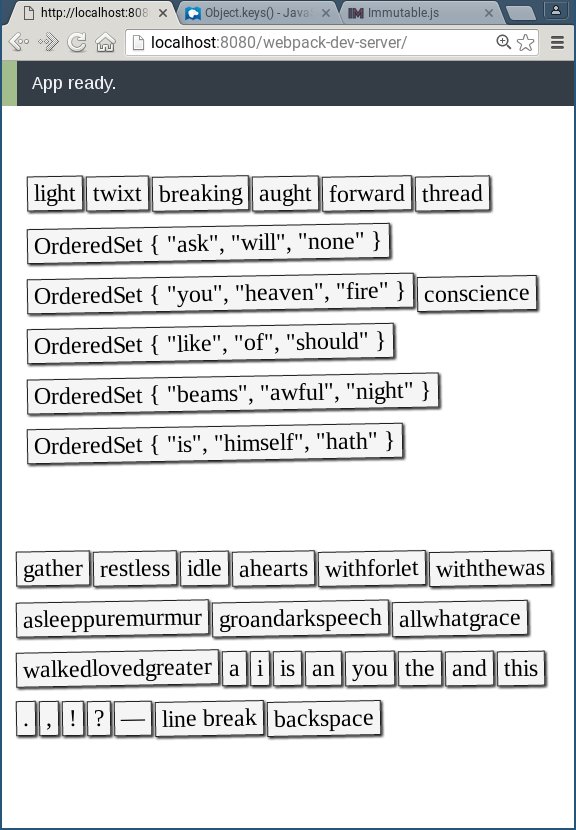 http://localhost:808 Object.keys() - JavaS Immutable.js
localhost:8080/webpack-dev-server/
App ready.
light twixt breaking aught forward thread
OrderedSet { "ask", "will", "none" }
OrderedSet { "you", "heaven", "fire" } conscience
OrderedSet { "like", "of", "should" }
OrderedSet { "beams", "awful", "night" }
OrderedSet { "is", "himself", "hath" }
gather restless idle ahearts withforlet withthewas
asleeppuremurmur groandarkspeech allwhatgrace
walkedlovedgreater a i is an you the and this
. , ! ? — line break backspace